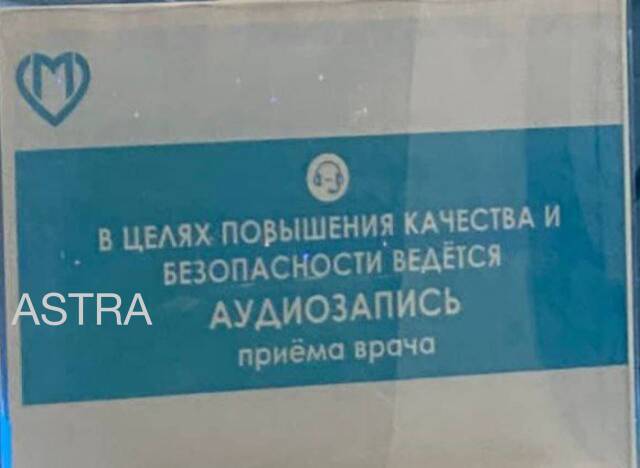 М
В ЦЕЛЯХ ПОВЫШЕНИЯ КАЧЕСТВА И
БЕЗОПАСНОСТИ ВЕДЁТСЯ
ASTRA
АУДИОЗАПИСЬ
приёма врача